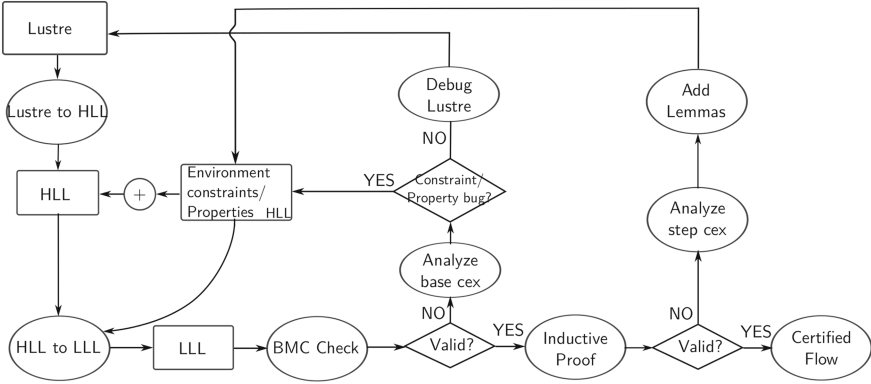 Lustre
Lustre to HLL
HLL
+
Environment
constraints/
Properties HLL
YES
Constraint/
Property bug?
NO
Debug
Lustre
Add
Lemmas
Analyze
step cex
Analyze
base cex
NO
NO
HLL to LLL
LLL
BMC Check
Valid?
YES
Inductive
Proof
Valid?
YES
Certified
Flow